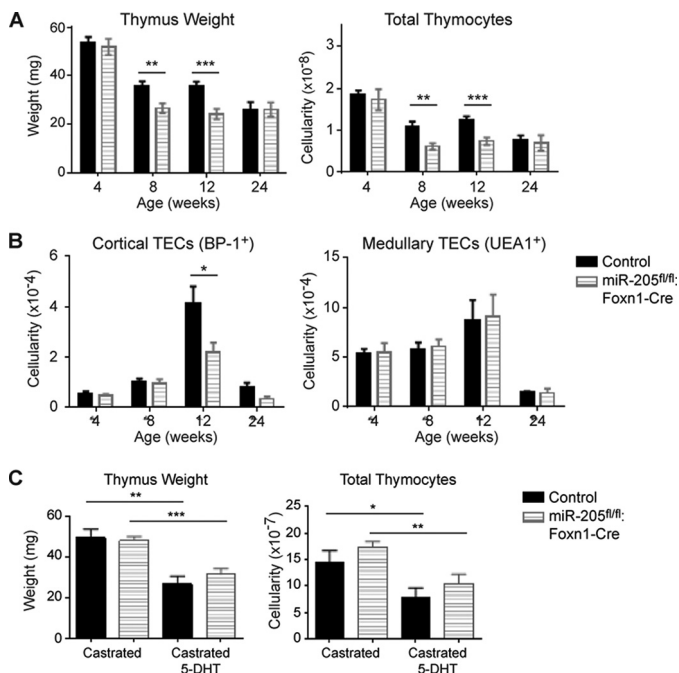 A
Thymus Weight
Weight (mg)
60
40
20
0
** ***
4 8 12 24
Age (weeks)
Total Thymocytes
Cellularity (x10-8)
3
2
1
0
** ***
4 8 12 24
Age (weeks)
B
Cortical TECs (BP-1+)
Cellularity (x10-4)
6
4
2
0
*
4 8 12 24
Age (weeks)
Medullary TECs (UEA1+)
Cellularity (x10-4)
15
10
5
0
4 8 12 24
Age (weeks)
Control
miR-205fl/fl:
Foxn1-Cre
C
Thymus Weight
Weight (mg)
60
40
20
0
**
***
Castrated Castrated
5-DHT
Total Thymocytes
Cellularity (x10-7)
25
20
15
10
5
0
*
**
Castrated Castrated
5-DHT
Control
miR-205fl/fl:
Foxn1-Cre